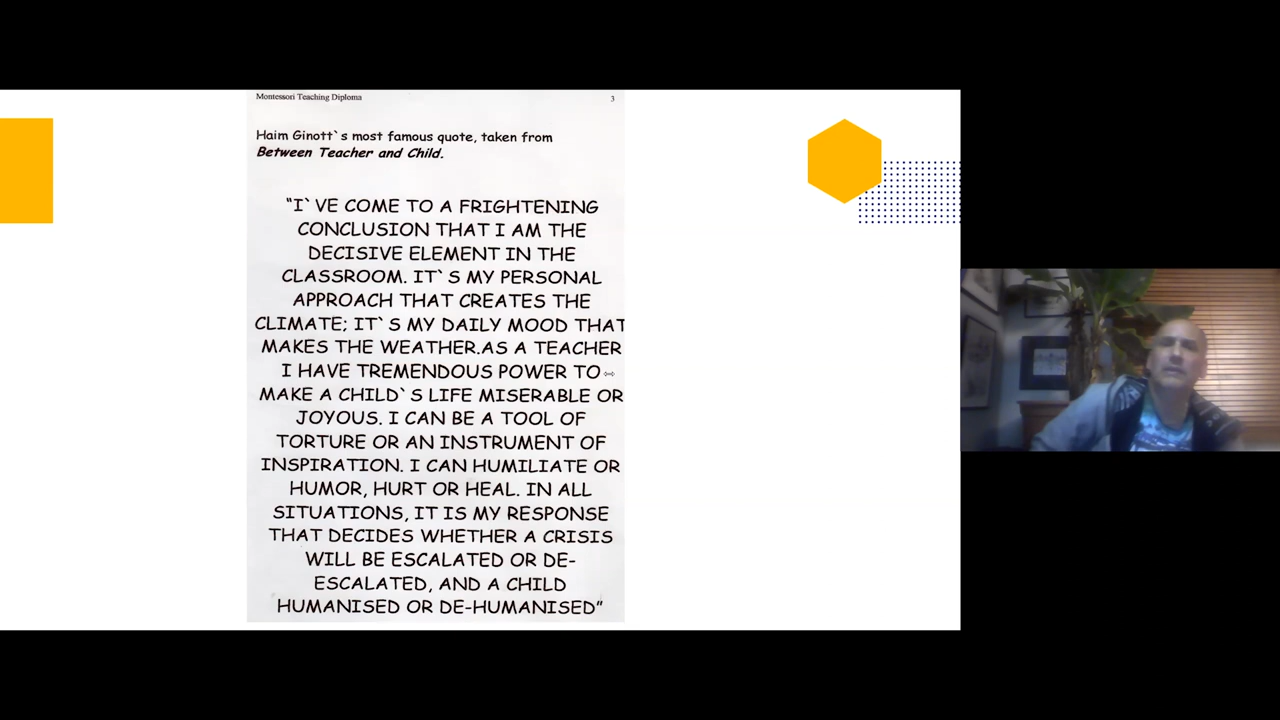 Montessori Teaching Diploma 3
Haim Ginott`s most famous quote, taken from
Between Teacher and Child.
“I`VE COME TO A FRIGHTENING
CONCLUSION THAT I AM THE
DECISIVE ELEMENT IN THE
CLASSROOM. IT`S MY PERSONAL
APPROACH THAT CREATES THE
CLIMATE; IT`S MY DAILY MOOD THAT
MAKES THE WEATHER.AS A TEACHER
I HAVE TREMENDOUS POWER TO
MAKE A CHILD`S LIFE MISERABLE OR
JOYOUS. I CAN BE A TOOL OF
TORTURE OR AN INSTRUMENT OF
INSPIRATION. I CAN HUMILIATE OR
HUMOR, HURT OR HEAL. IN ALL
SITUATIONS, IT IS MY RESPONSE
THAT DECIDES WHETHER A CRISIS
WILL BE ESCALATED OR DE-
ESCALATED, AND A CHILD
HUMANISED OR DE-HUMANISED”